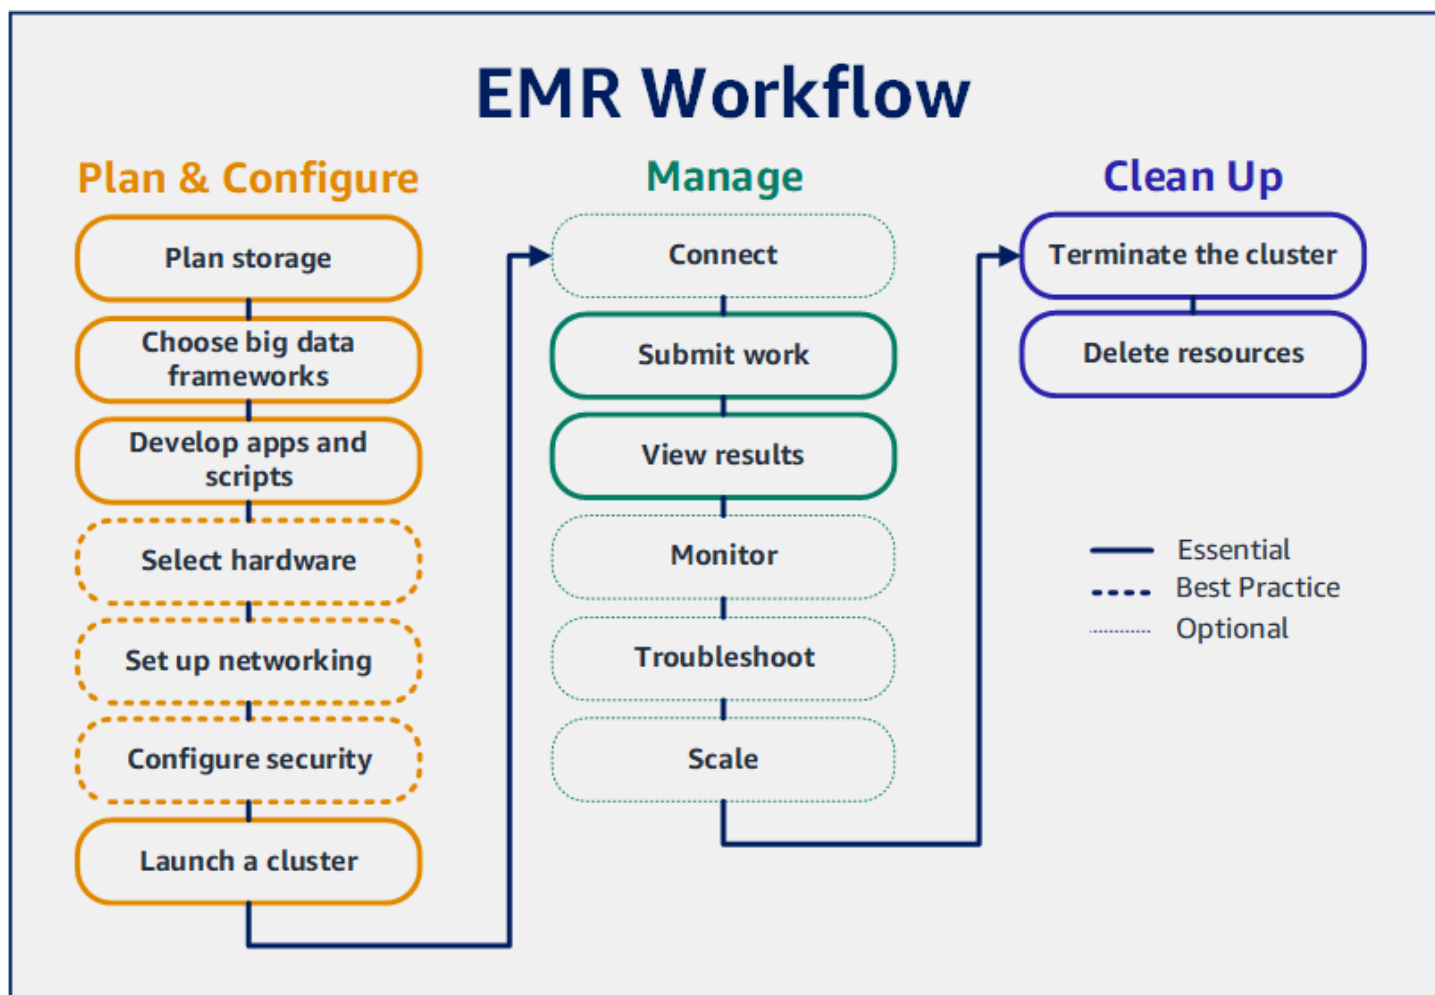 EMR Workflow
Plan & Configure
Plan storage
Choose big data
frameworks
Develop apps and
scripts
Select hardware
Set up networking
Configure security
Launch a cluster
Manage
Connect
Submit work
View results
Monitor
Troubleshoot
Scale
Clean Up
Terminate the cluster
Delete resources
Essential
Best Practice
Optional